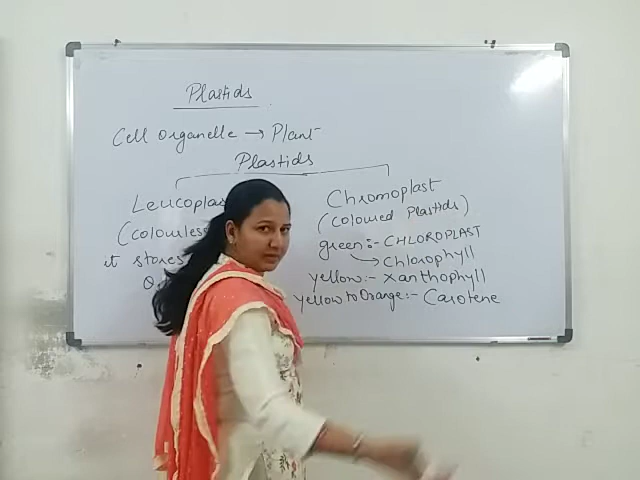 Plastids
Cell Organelle → Plant
Plastids
Leucoplas
(colourless
it stores
Chromoplast
(coloured Plastids)
green :- CHLOROPLAST
→ Chlorophyll
yellow :- Xanthophyll
yellow to Orange :- Carotene